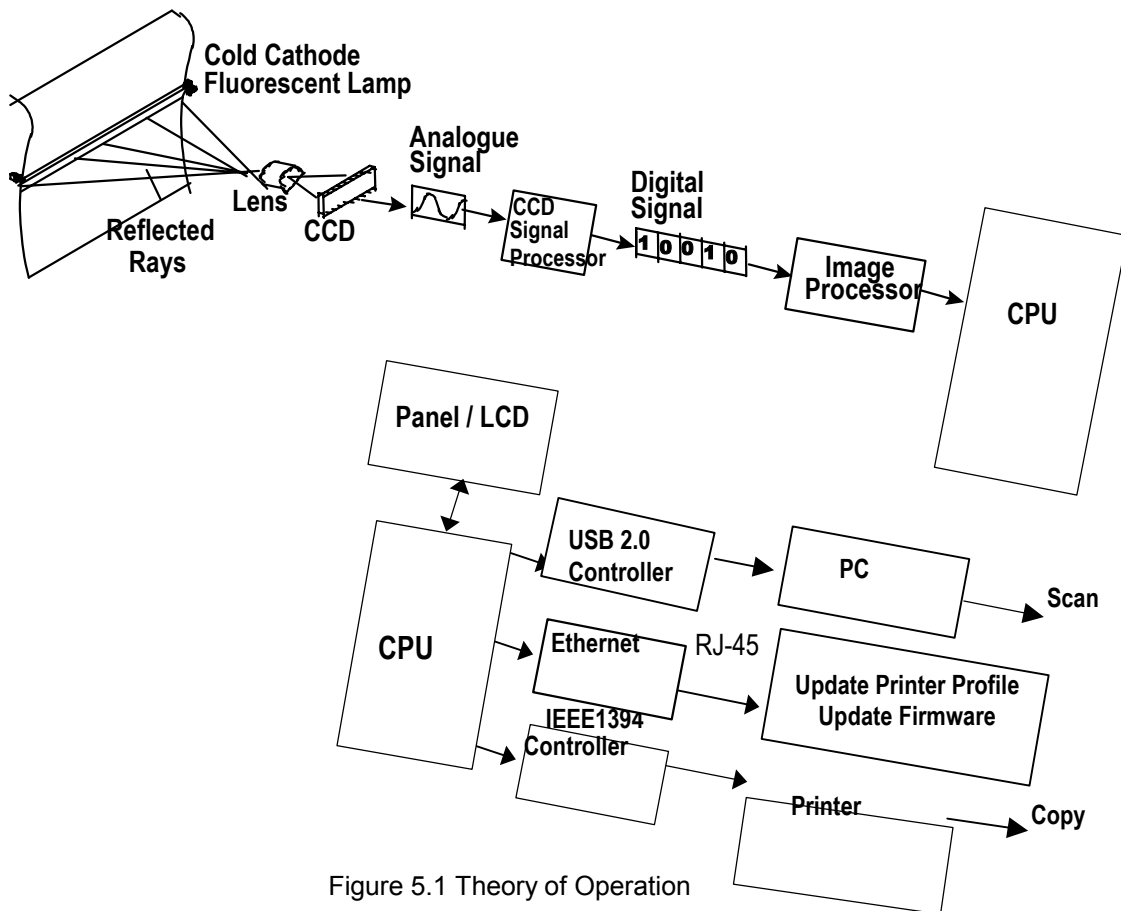 Cold Cathode
Fluorescent Lamp
Analogue
Signal
Digital
Signal
Lens
CCD
Reflected
Rays
CCD
Signal
Processor
1 0 0 1 0
Image
Processor
CPU
Panel / LCD
USB 2.0
Controller
PC
Scan
CPU
Ethernet
RJ-45
Update Printer Profile
Update Firmware
IEEE1394
Controller
Printer
Copy
Figure 5.1 Theory of Operation